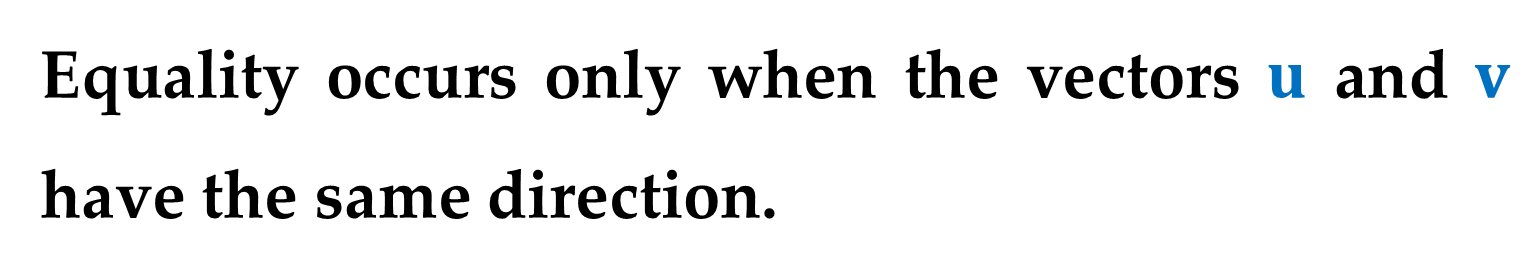 Equality occurs only when the vectors u and v
have the same direction.